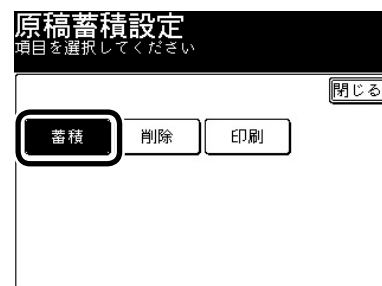 原稿蓄積設定
項目を選択してください
閉じる
蓄積 削除 印刷